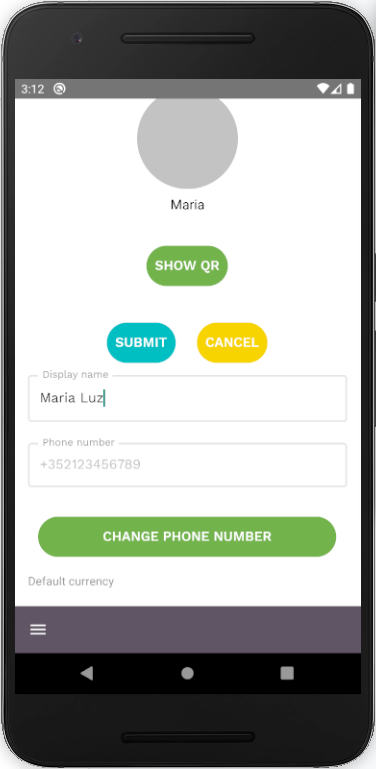 3:12
Maria
SHOW QR
SUBMIT CANCEL
Display name
Maria Luz
Phone number
+352123456789
CHANGE PHONE NUMBER
Default currency